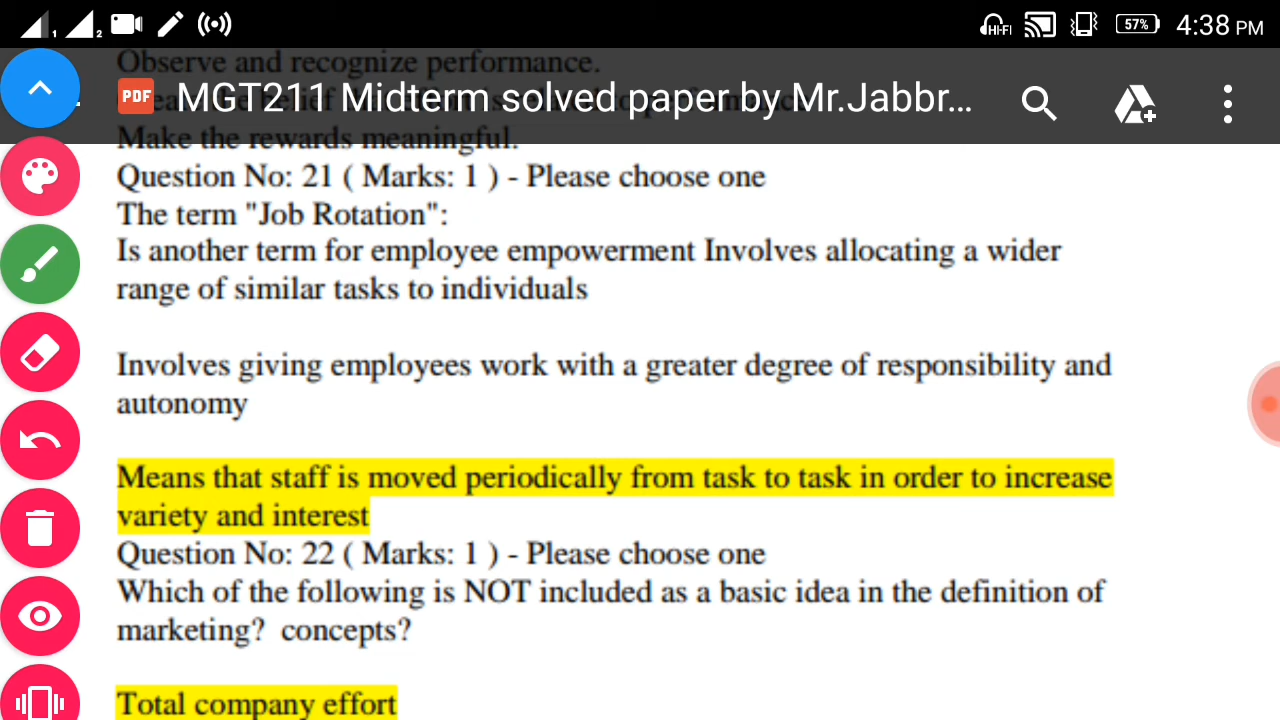 1 2 HI-FI 57% 4:38 PM
Observe and recognize performance.
PDF MGT211 Midterm solved paper by Mr.Jabbr...
Make the rewards meaningful.
Question No: 21 ( Marks: 1 ) - Please choose one
The term "Job Rotation":
Is another term for employee empowerment Involves allocating a wider
range of similar tasks to individuals
Involves giving employees work with a greater degree of responsibility and
autonomy
Means that staff is moved periodically from task to task in order to increase
variety and interest
Question No: 22 ( Marks: 1 ) - Please choose one
Which of the following is NOT included as a basic idea in the definition of
marketing? concepts?
Total company effort